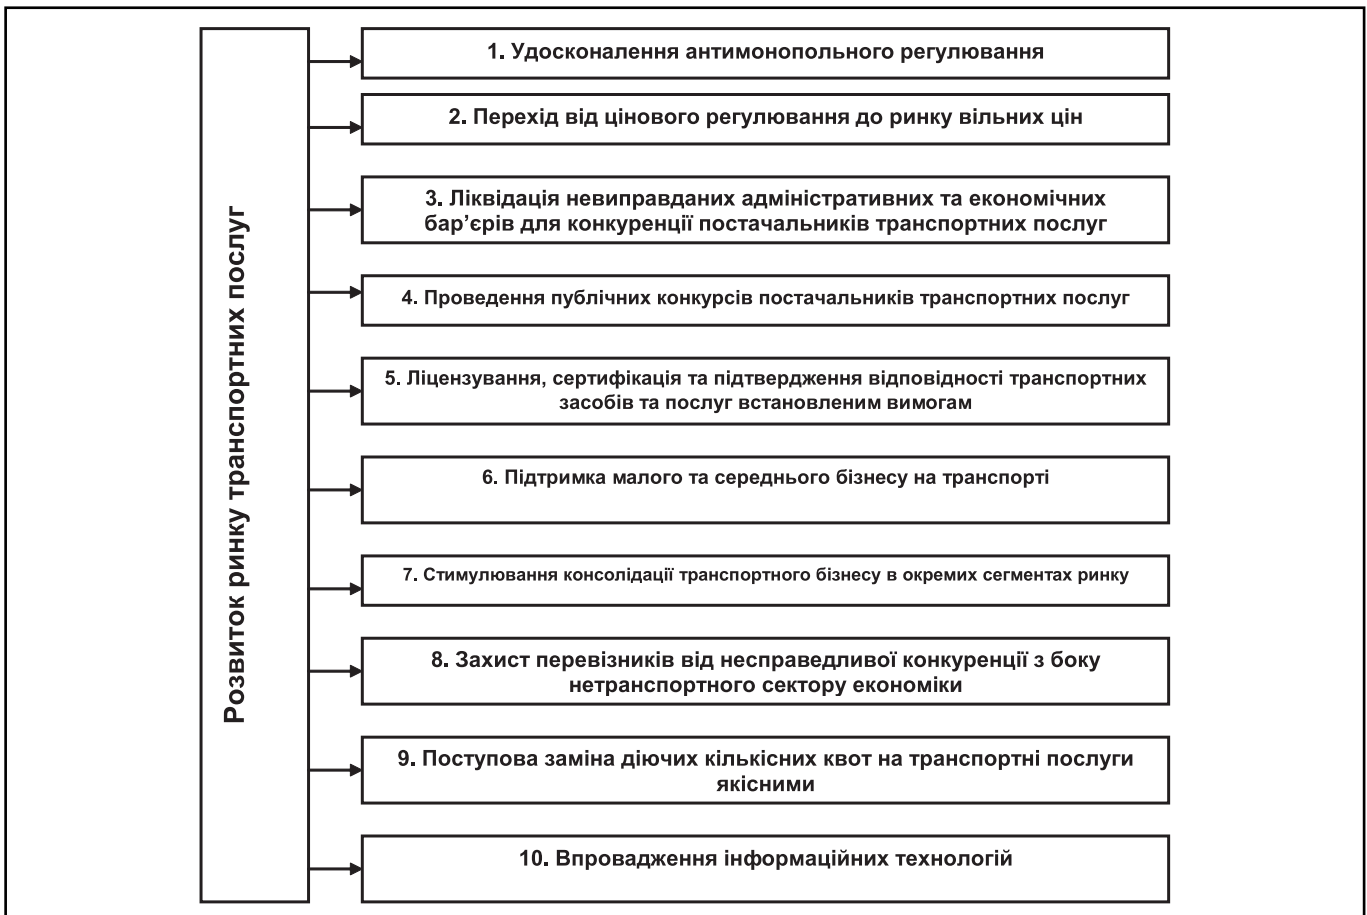 Розвиток ринку транспортних послуг
1. Удосконалення антимонопольного регулювання
2. Перехід від цінового регулювання до ринку вільних цін
3. Ліквідація невиправданих адміністративних та економічних
бар’єрів для конкуренції постачальників транспортних послуг
4. Проведення публічних конкурсів постачальників транспортних послуг
5. Ліцензування, сертифікація та підтвердження відповідності транспортних
засобів та послуг встановленим вимогам
6. Підтримка малого та середнього бізнесу на транспорті
7. Стимулювання консолідації транспортного бізнесу в окремих сегментах ринку
8. Захист перевізників від несправедливої конкуренції з боку
нетранспортного сектору економіки
9. Поступова заміна діючих кількісних квот на транспортні послуги
якісними
10. Впровадження інформаційних технологій